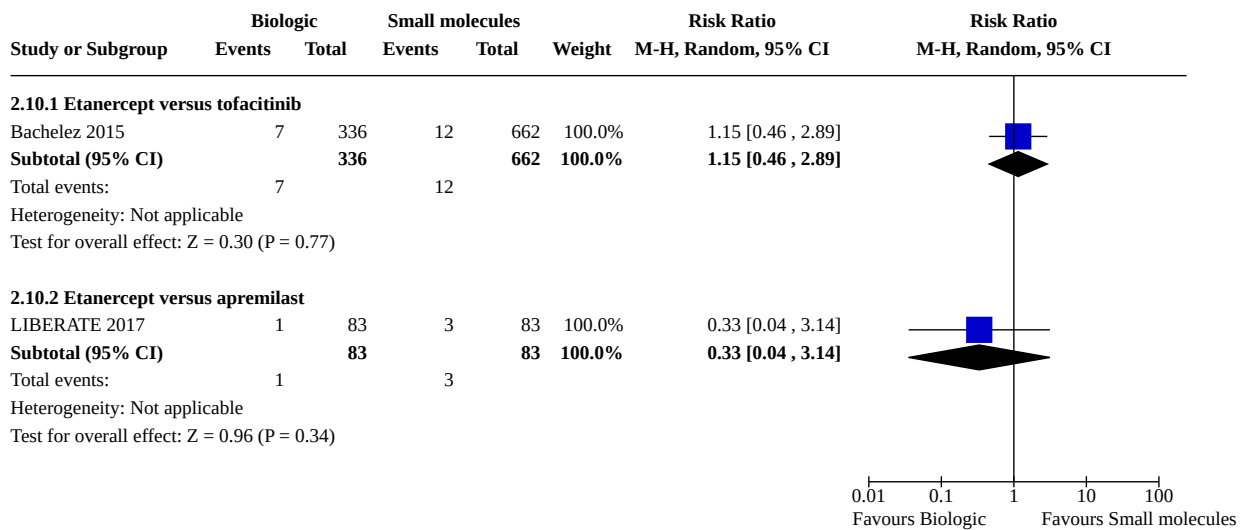 Biologic Small molecules Risk Ratio Risk Ratio
Study or Subgroup Events Total Events Total Weight M-H, Random, 95% CI M-H, Random, 95% CI
2.10.1 Etanercept versus tofacitinib
Bachelez 2015 7 336 12 662 100.0% 1.15 [0.46 , 2.89]
Subtotal (95% CI) 336 662 100.0% 1.15 [0.46 , 2.89]
Total events: 7 12
Heterogeneity: Not applicable
Test for overall effect: Z = 0.30 (P = 0.77)
2.10.2 Etanercept versus apremilast
LIBERATE 2017 1 83 3 83 100.0% 0.33 [0.04 , 3.14]
Subtotal (95% CI) 83 83 100.0% 0.33 [0.04 , 3.14]
Total events: 1 3
Heterogeneity: Not applicable
Test for overall effect: Z = 0.96 (P = 0.34)
0.01 0.1 1 10 100
Favours Biologic Favours Small molecules